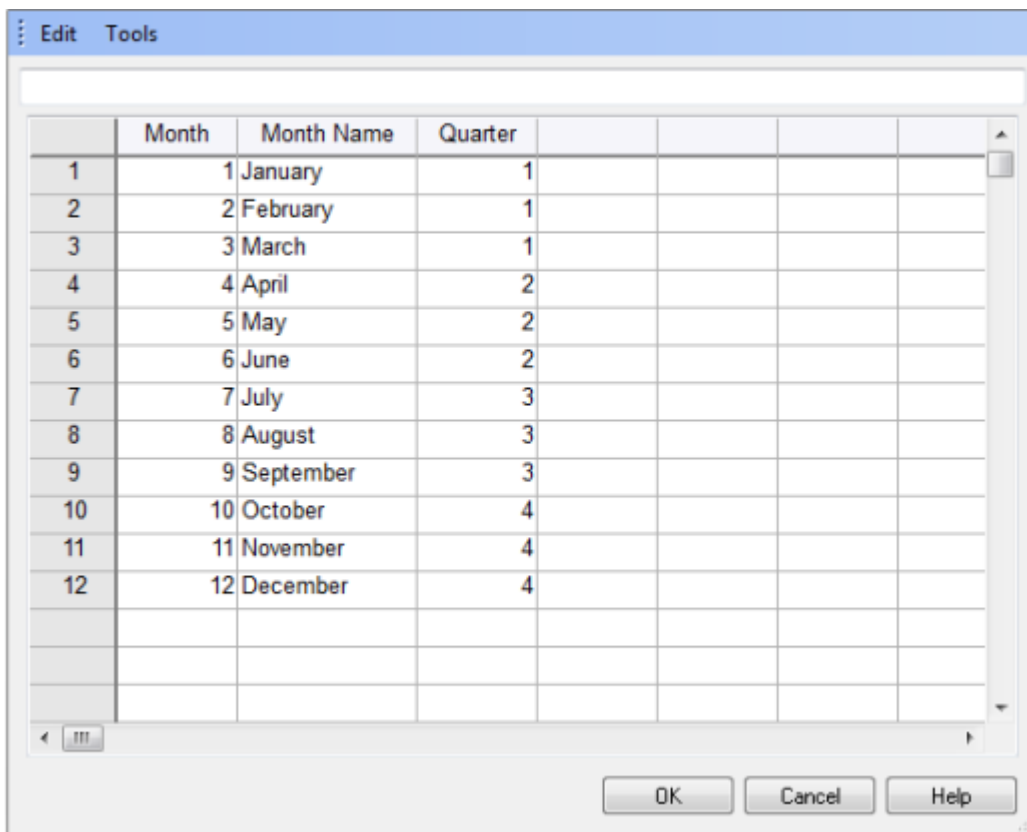 Edit Tools
Month Month Name Quarter
1 1 January 1
2 2 February 1
3 3 March 1
4 4 April 2
5 5 May 2
6 6 June 2
7 7 July 3
8 8 August 3
9 9 September 3
10 10 October 4
11 11 November 4
12 12 December 4
OK Cancel Help